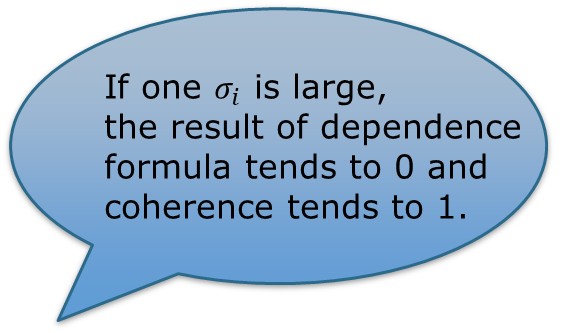 If one σᵢ is large,
the result of dependence
formula tends to 0 and
coherence tends to 1.